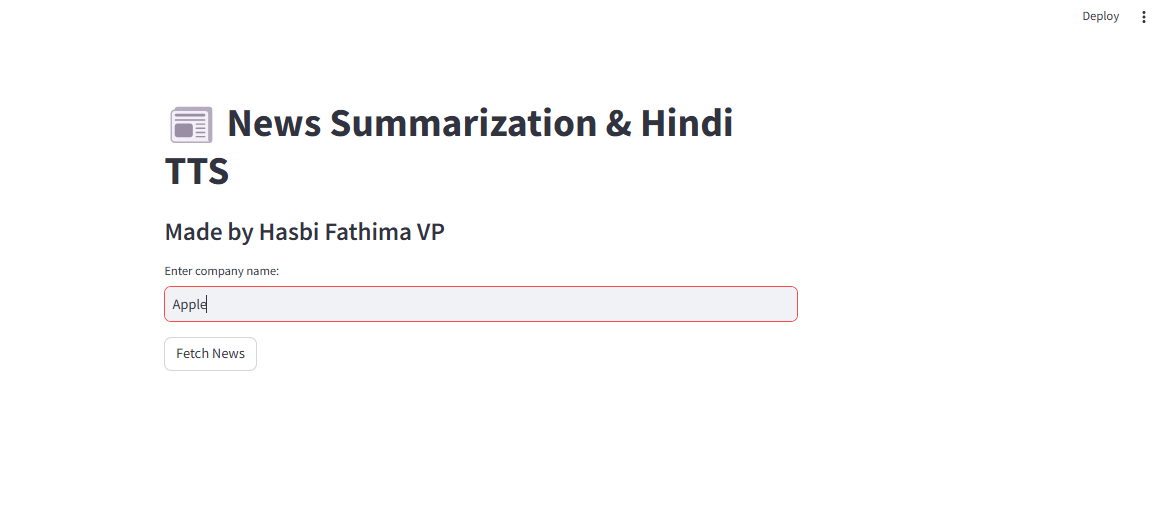 Deploy
News Summarization & Hindi
TTS
Made by Hasbi Fathima VP
Enter company name:
Apple
Fetch News